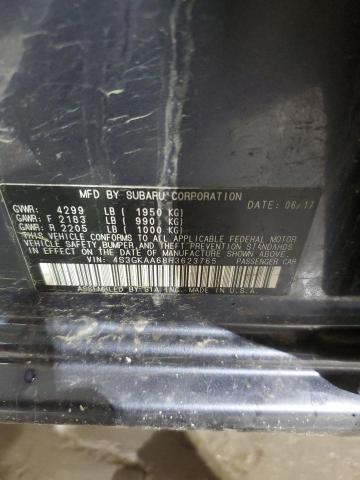 MFD BY SUBARU CORPORATION
GVWR: 4299 LB ( 1950 KG) DATE: 06/17
GAWR: F 2183 LB ( 990 KG)
GAWR: R 2205 LB ( 1000 KG)
THIS VEHICLE CONFORMS TO ALL APPLICABLE FEDERAL MOTOR
VEHICLE SAFETY, BUMPER, AND THEFT PREVENTION STANDARDS
IN EFFECT ON THE DATE OF MANUFACTURE SHOWN ABOVE.
VIN: 4S3GKAA68H3623765 PASSENGER CAR
ASSEMBLED BY SIA, INC. MADE IN U.S.A.